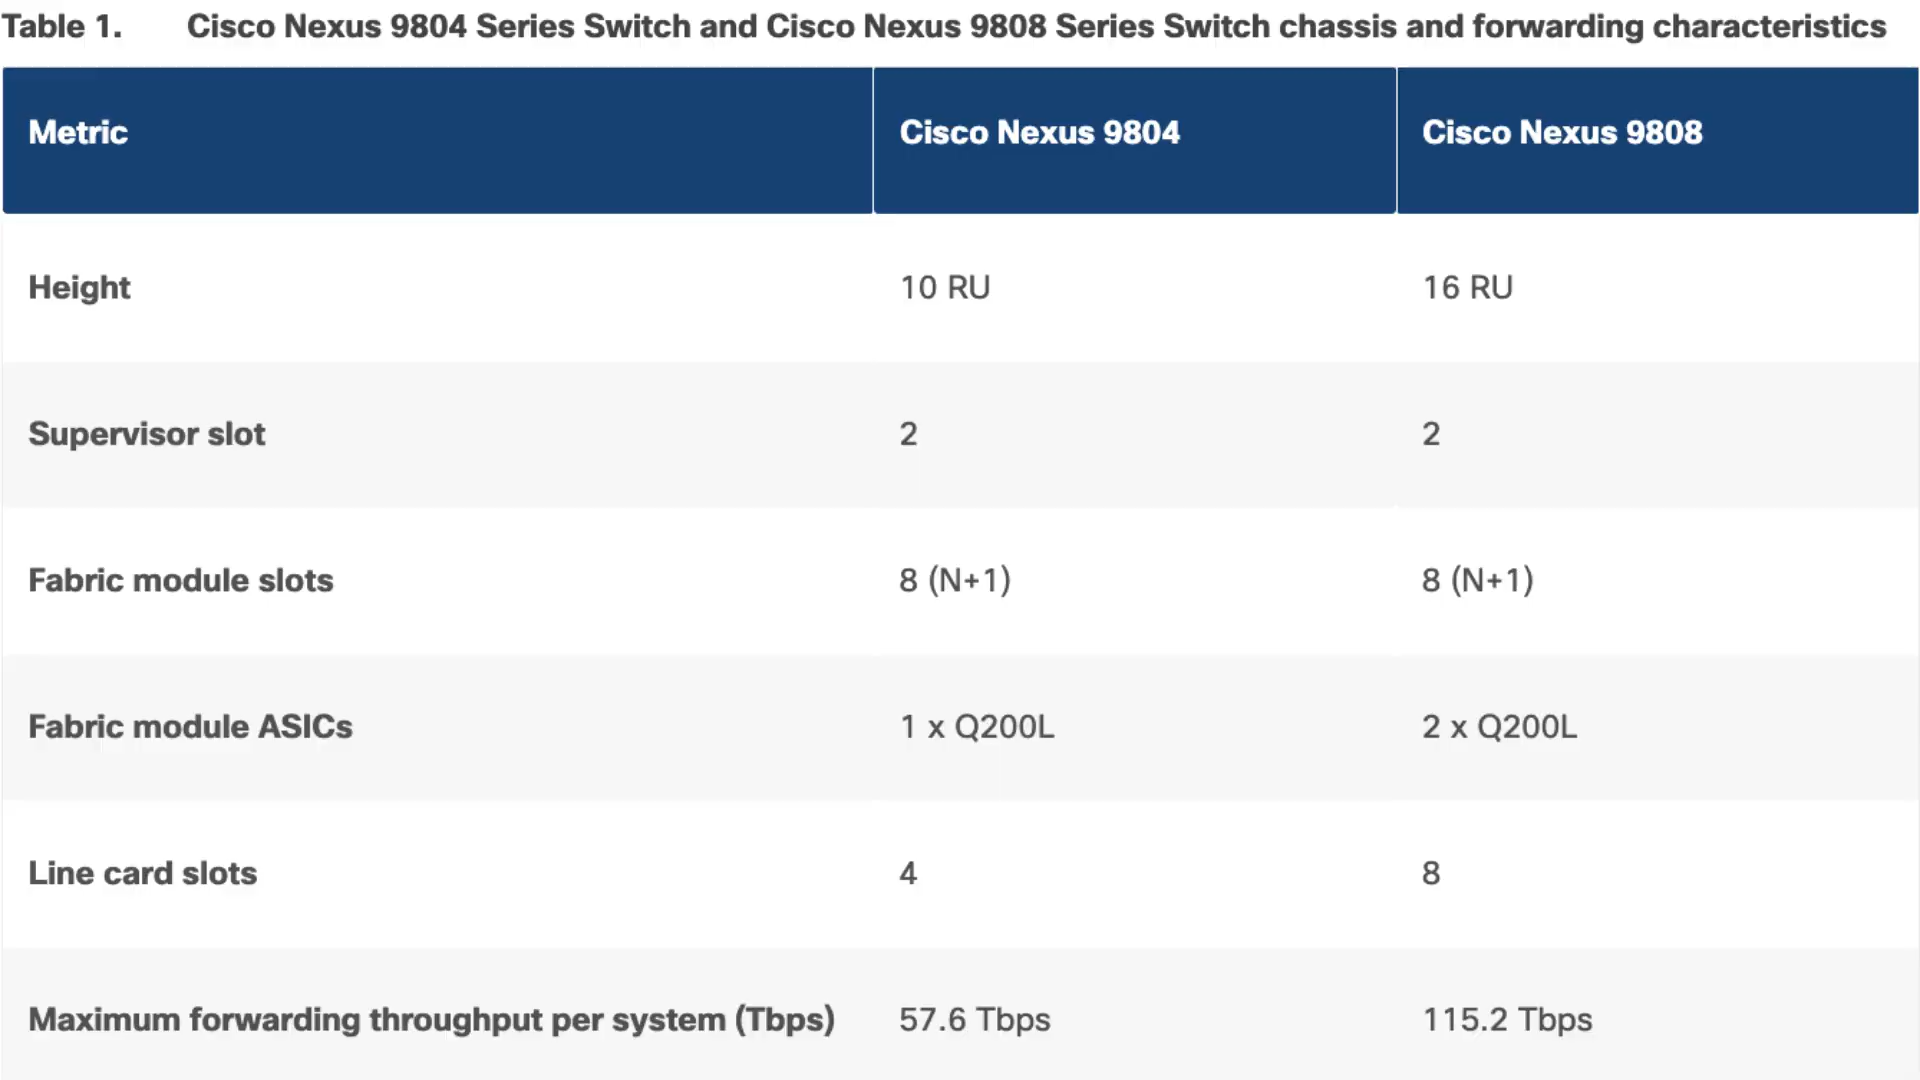 Table 1. Cisco Nexus 9804 Series Switch and Cisco Nexus 9808 Series Switch chassis and forwarding characteristics
Metric Cisco Nexus 9804 Cisco Nexus 9808
Height 10 RU 16 RU
Supervisor slot 2 2
Fabric module slots 8 (N+1) 8 (N+1)
Fabric module ASICs 1 x Q200L 2 x Q200L
Line card slots 4 8
Maximum forwarding throughput per system (Tbps) 57.6 Tbps 115.2 Tbps